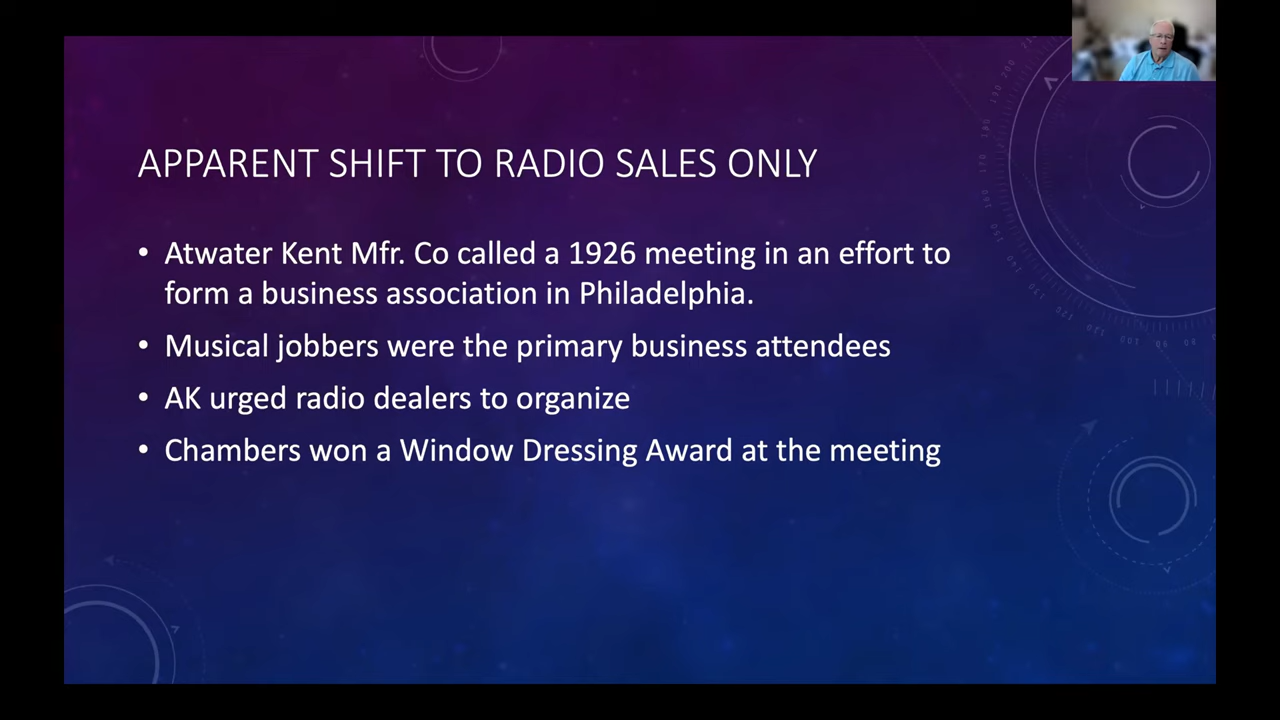 APPARENT SHIFT TO RADIO SALES ONLY
• Atwater Kent Mfr. Co called a 1926 meeting in an effort to
form a business association in Philadelphia.
• Musical jobbers were the primary business attendees
• AK urged radio dealers to organize
• Chambers won a Window Dressing Award at the meeting